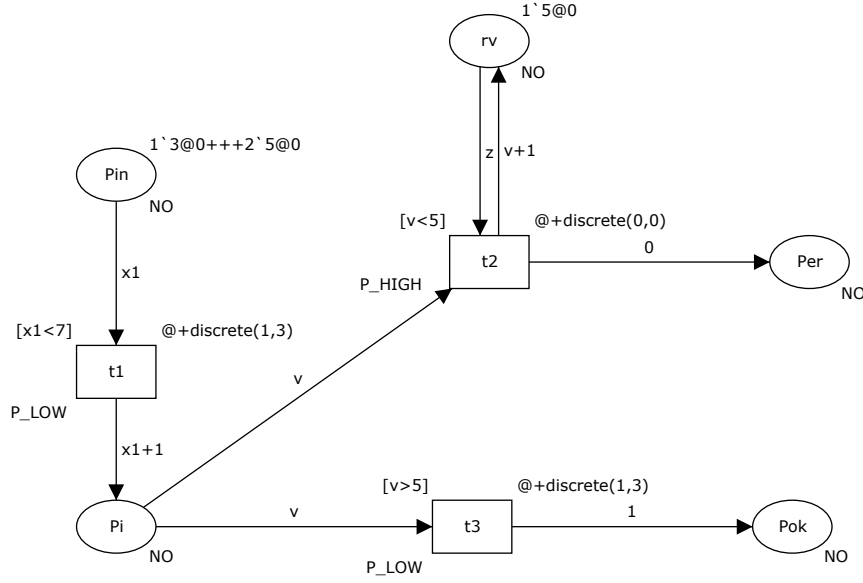 1`5@0
rv
NO
1`3@0+++2`5@0
Pin
NO
z
v+1
[v<5]
@+discrete(0,0)
t2
0
Per
P_HIGH
NO
x1
[x1<7]
@+discrete(1,3)
t1
P_LOW
v
x1+1
[v>5]
@+discrete(1,3)
Pi
v
t3
1
Pok
NO
P_LOW
NO